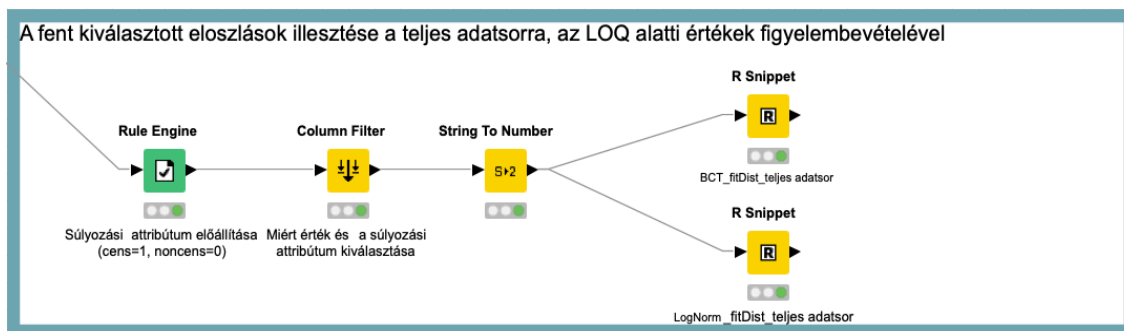 A fent kiválasztott eloszlások illesztése a teljes adatsorra, az LOQ alatti értékek figyelembevételével
R Snippet
R
BCT_fitDist_teljes adatsor
Rule Engine
Column Filter
String To Number
S▸2
Súlyozási attribútum előállítása
(cens=1, noncens=0)
Miért érték és a súlyozási
attribútum kiválasztása
R Snippet
R
LogNorm _fitDist_teljes adatsor